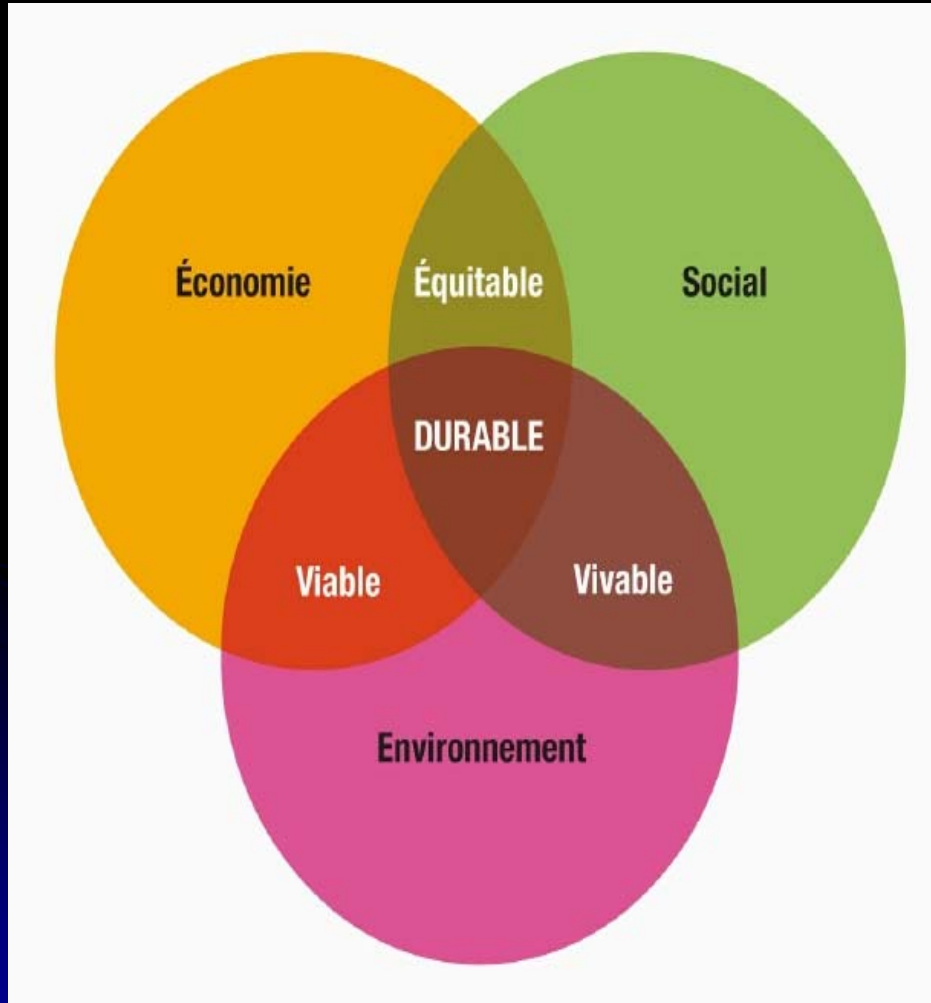 Économie
Équitable
Social
DURABLE
Viable
Vivable
Environnement